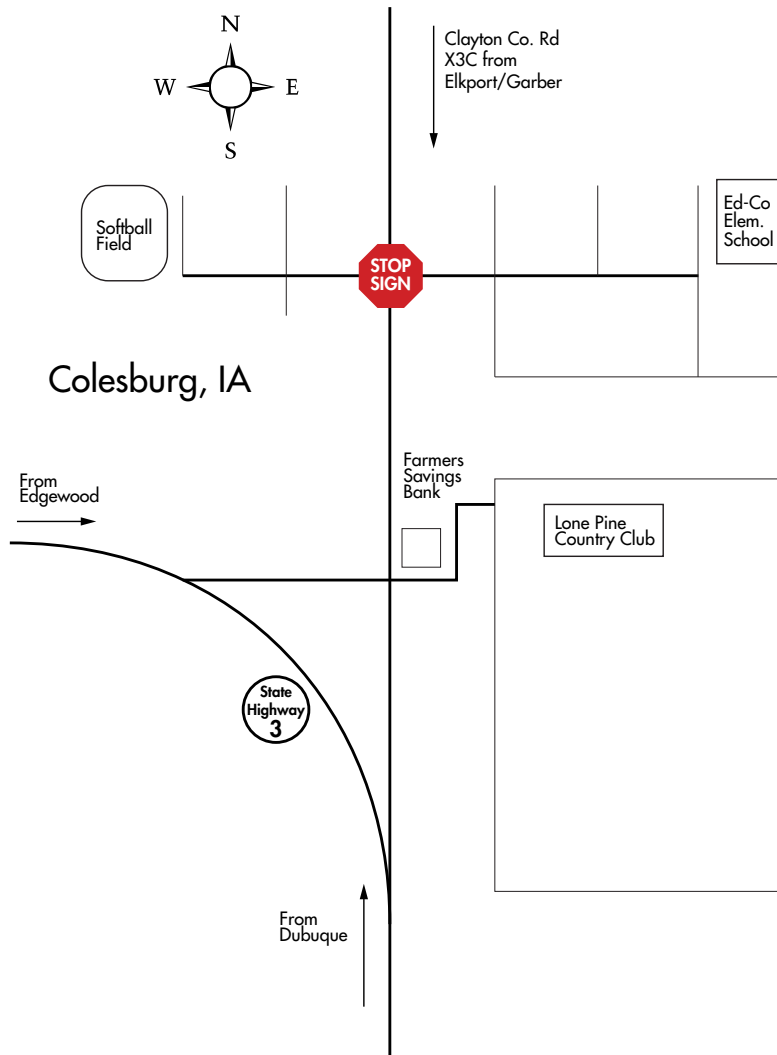 N
W
E
S
Clayton Co. Rd
X3C from
Elkport/Garber
Softball
Field
STOP
SIGN
Ed-Co
Elem.
School
Colesburg, IA
From
Edgewood
Farmers
Savings
Bank
Lone Pine
Country Club
State
Highway
3
From
Dubuque